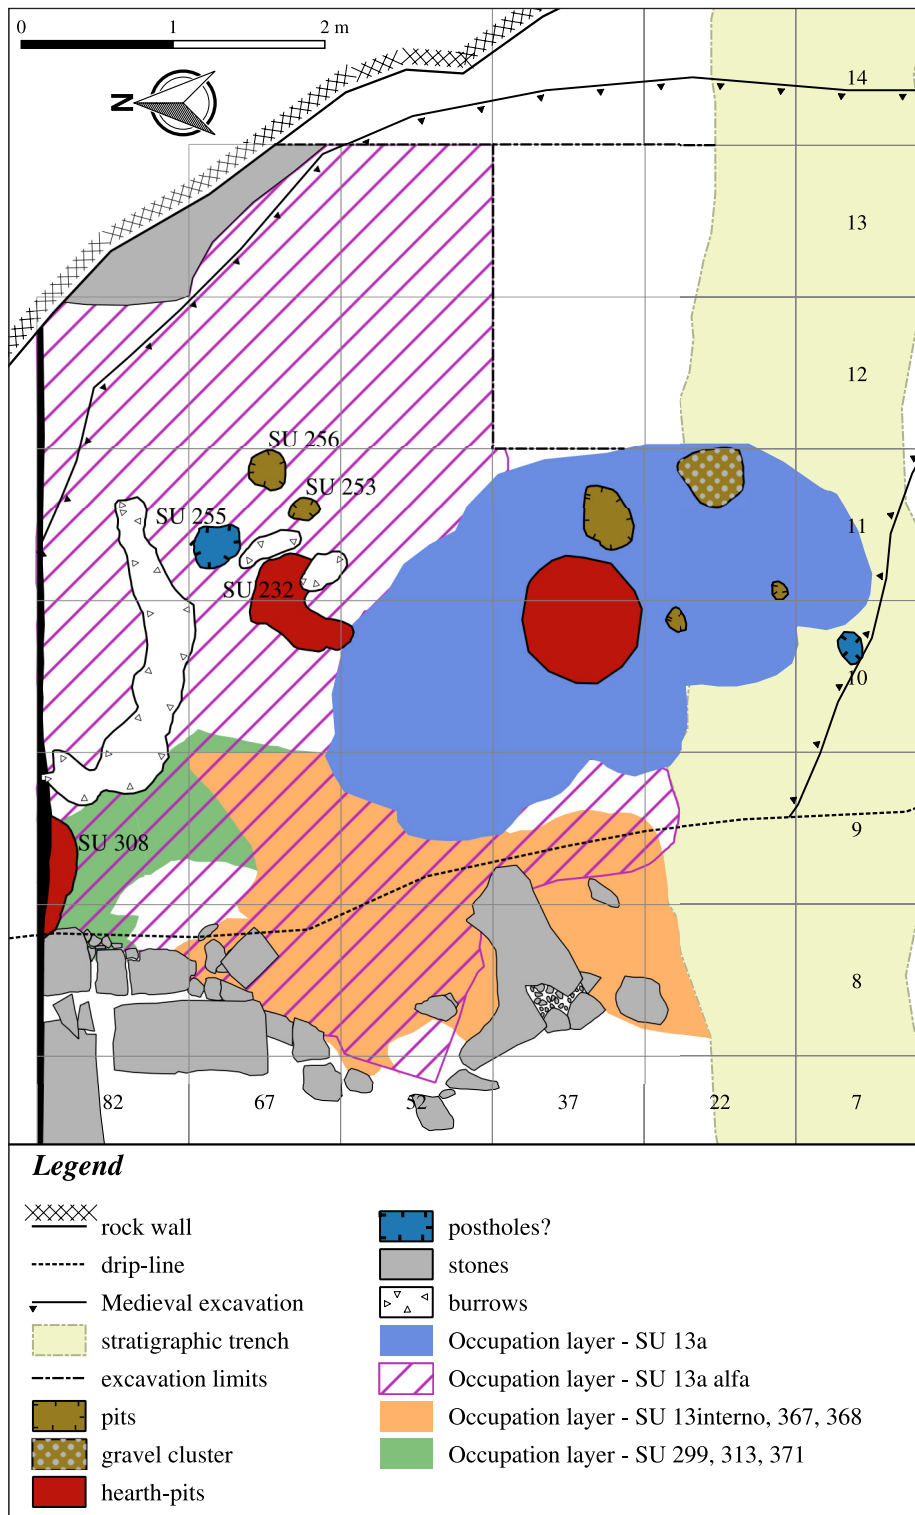 0 1 2 m
14
N
13
12
SU 256
SU 253
SU 255
11
SU 232
10
9
SU 308
8
82 67 52 37 22 7
Legend
rock wall
drip-line
Medieval excavation
stratigraphic trench
excavation limits
pits
gravel cluster
hearth-pits
postholes?
stones
burrows
Occupation layer - SU 13a
Occupation layer - SU 13a alfa
Occupation layer - SU 13interno, 367, 368
Occupation layer - SU 299, 313, 371